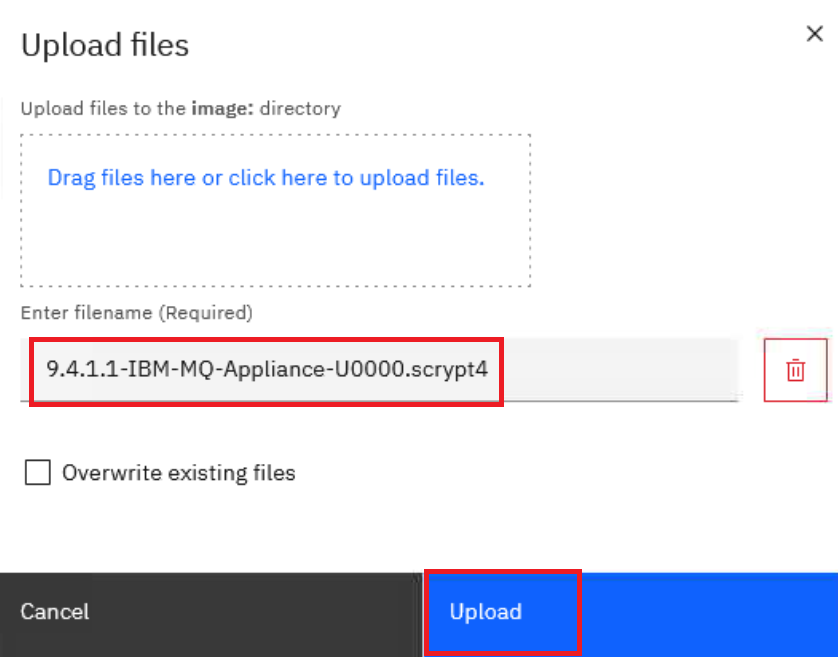 Upload files
Upload files to the image: directory
Drag files here or click here to upload files.
Enter filename (Required)
9.4.1.1-IBM-MQ-Appliance-U0000.scrypt4
Overwrite existing files
Cancel
Upload